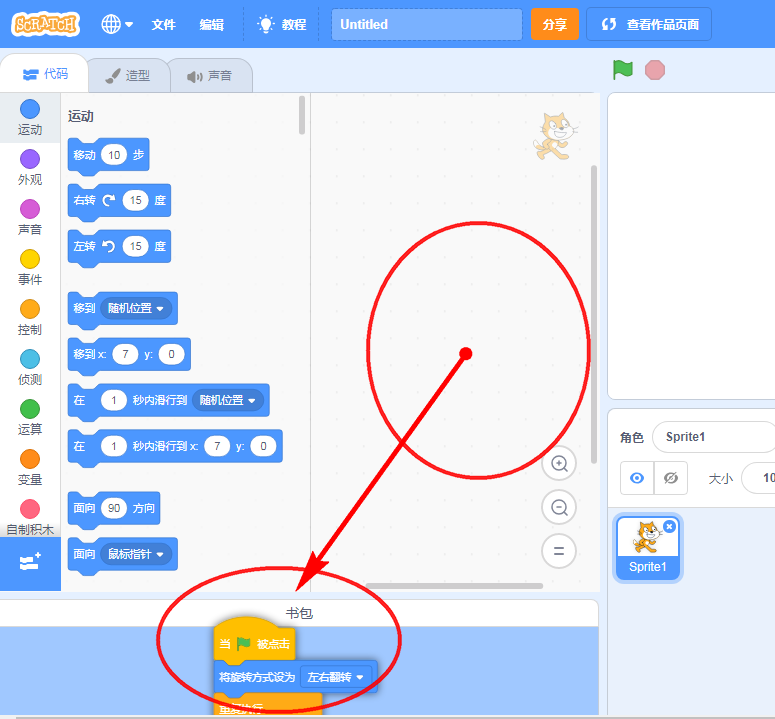 SCRATCH 文件 编辑 教程 Untitled 分享 查看作品页面
代码 造型 声音
运动
外观
声音
事件
控制
侦测
运算
变量
自制积木
运动
移动 10 步
右转 15 度
左转 15 度
移到 随机位置
移到 x: 7 y: 0
在 1 秒内滑行到 随机位置
在 1 秒内滑行到 x: 7 y: 0
面向 90 方向
面向 鼠标指针
角色 Sprite1
大小 10
Sprite1
书包
当 被点击
将旋转方式设为 左右翻转
重复执行